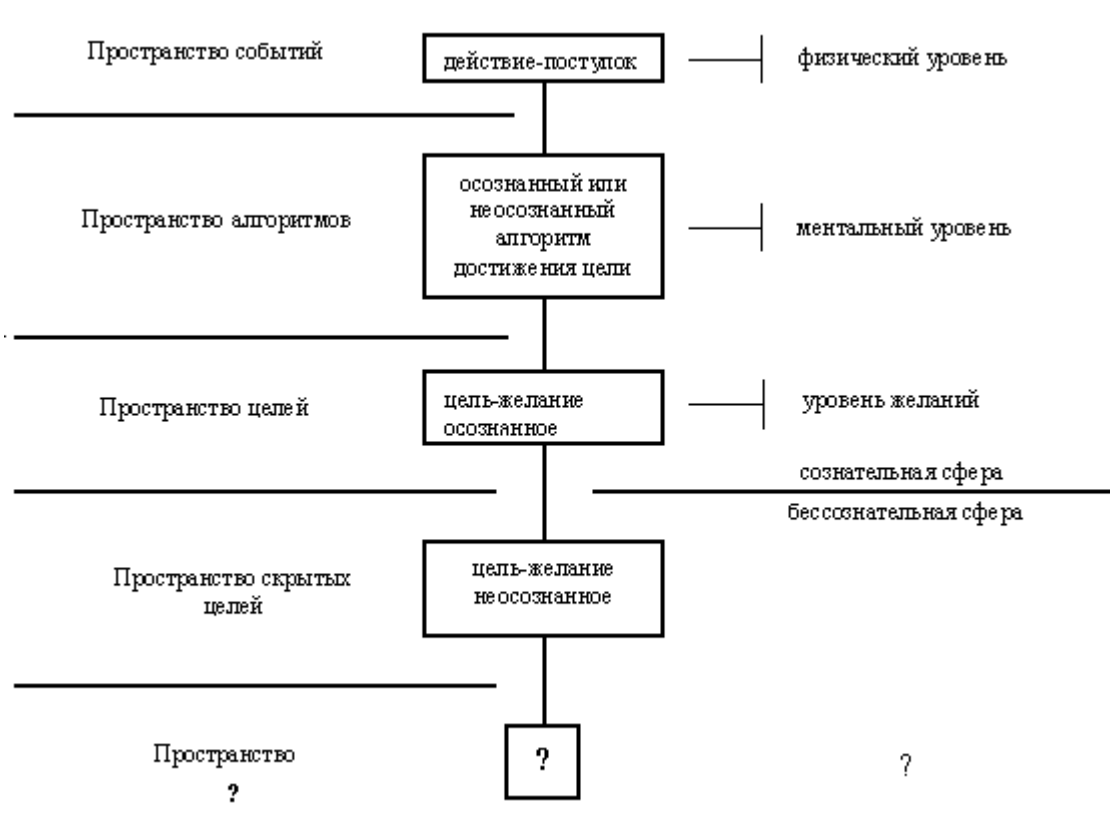 Пространство событий
действие-поступок
физический уровень
осознанный или
неосознанный
алгоритм
достижения цели
Пространство алгоритмов
ментальный уровень
Пространство целей
цель-желание
осознанное
уровень желаний
сознательная сфера
бессознательная сфера
Пространство скрытых
целей
цель-желание
неосознанное
Пространство
?
?
?